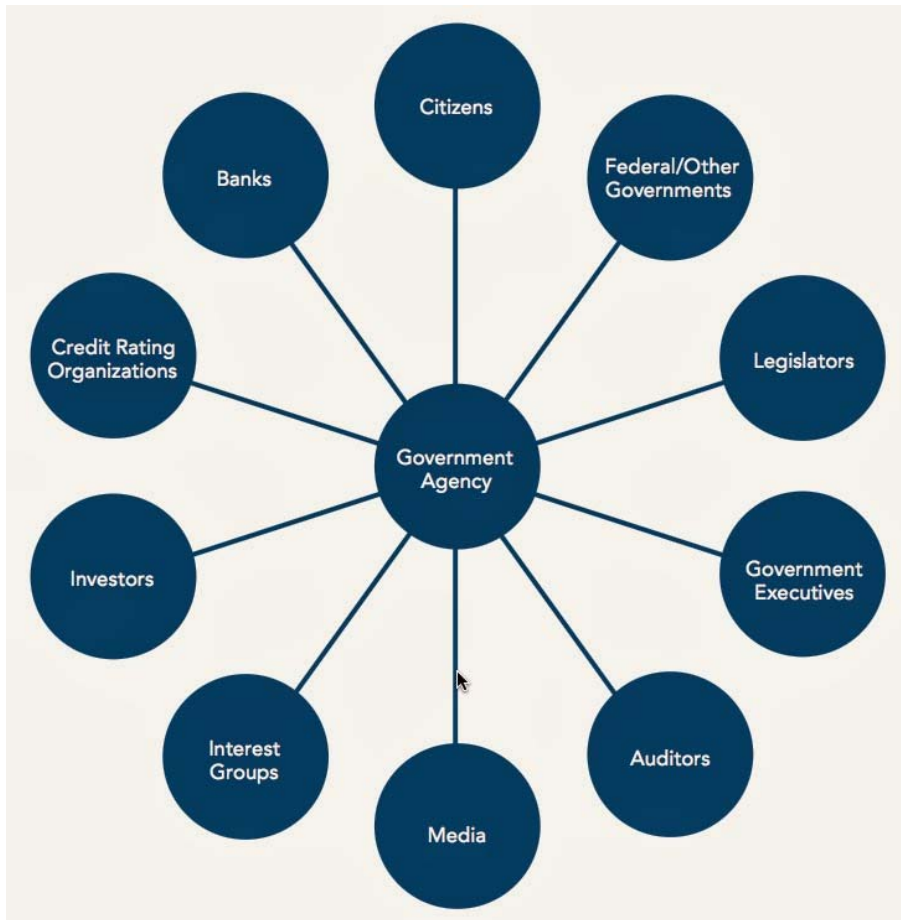 Citizens
Federal/Other
Governments
Banks
Legislators
Credit Rating
Organizations
Government
Agency
Government
Executives
Investors
Interest
Groups
Auditors
Media